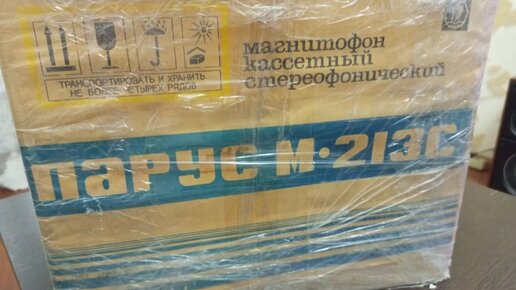 магнитофон
кассетный
стереофонический
ТРАНСПОРТИРОВАТЬ И ХРАНИТЬ
НЕ БОЛЕЕ ЧЕТЫРЕХ РЯДОВ
ПАРУС М·213С